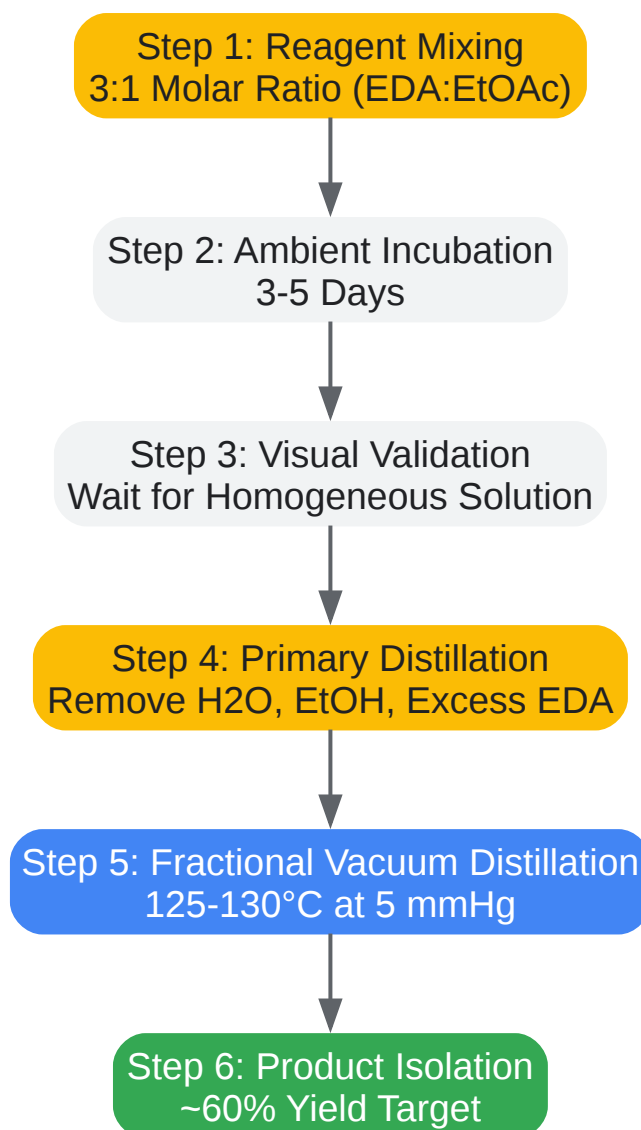 Step 1: Reagent Mixing
3:1 Molar Ratio (EDA:EtOAc)
Step 2: Ambient Incubation
3-5 Days
Step 3: Visual Validation
Wait for Homogeneous Solution
Step 4: Primary Distillation
Remove H2O, EtOH, Excess EDA
Step 5: Fractional Vacuum Distillation
125-130°C at 5 mmHg
Step 6: Product Isolation
~60% Yield Target